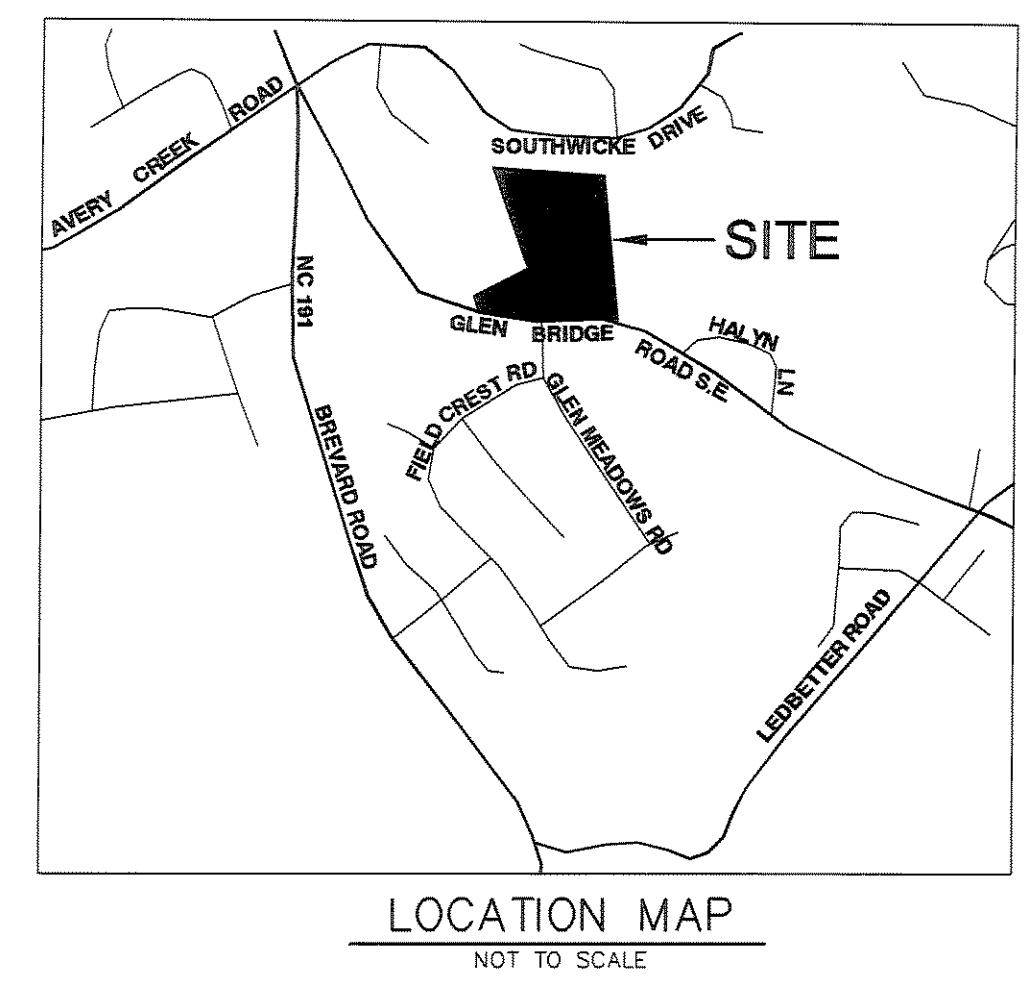 AVERY CREEK ROAD
SOUTHWICKE DRIVE
SITE
NC 191
GLEN BRIDGE ROAD S.E.
HALYN LN
FIELD CREST RD
GLEN MEADOWS RD
BREVARD ROAD
LEDBETTER ROAD
LOCATION MAP
NOT TO SCALE